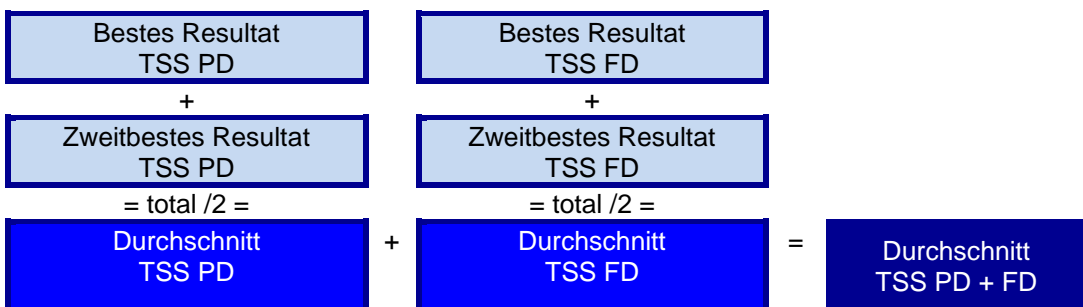 Bestes Resultat
TSS PD
Bestes Resultat
TSS FD
+
+
Zweitbestes Resultat
TSS PD
Zweitbestes Resultat
TSS FD
= total /2 =
= total /2 =
Durchschnitt
TSS PD
+
Durchschnitt
TSS FD
=
Durchschnitt
TSS PD + FD